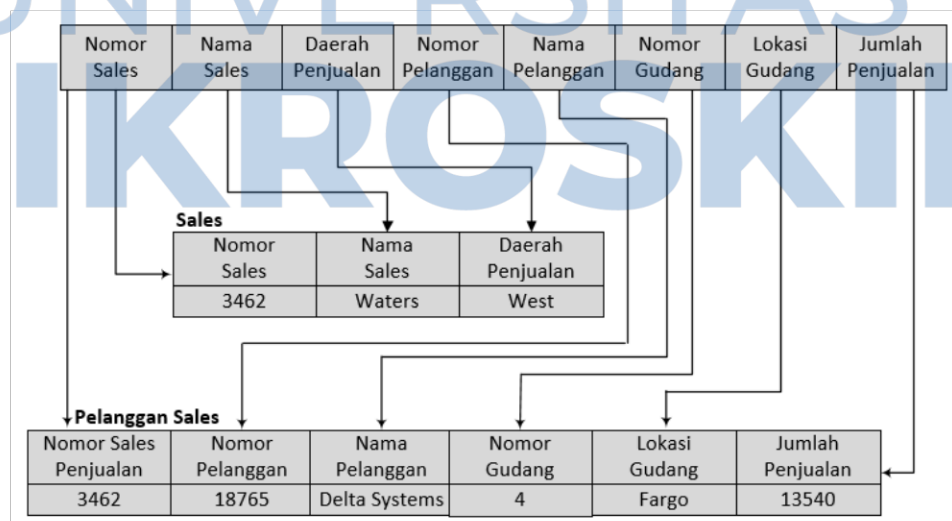 UNIVERSITAS
MIKROSKIL
Nomor Sales
Nama Sales
Daerah Penjualan
Nomor Pelanggan
Nama Pelanggan
Nomor Gudang
Lokasi Gudang
Jumlah Penjualan
Sales
Nomor Sales
Nama Sales
Daerah Penjualan
3462
Waters
West
Pelanggan Sales
Nomor Sales Penjualan
Nomor Pelanggan
Nama Pelanggan
Nomor Gudang
Lokasi Gudang
Jumlah Penjualan
3462
18765
Delta Systems
4
Fargo
13540